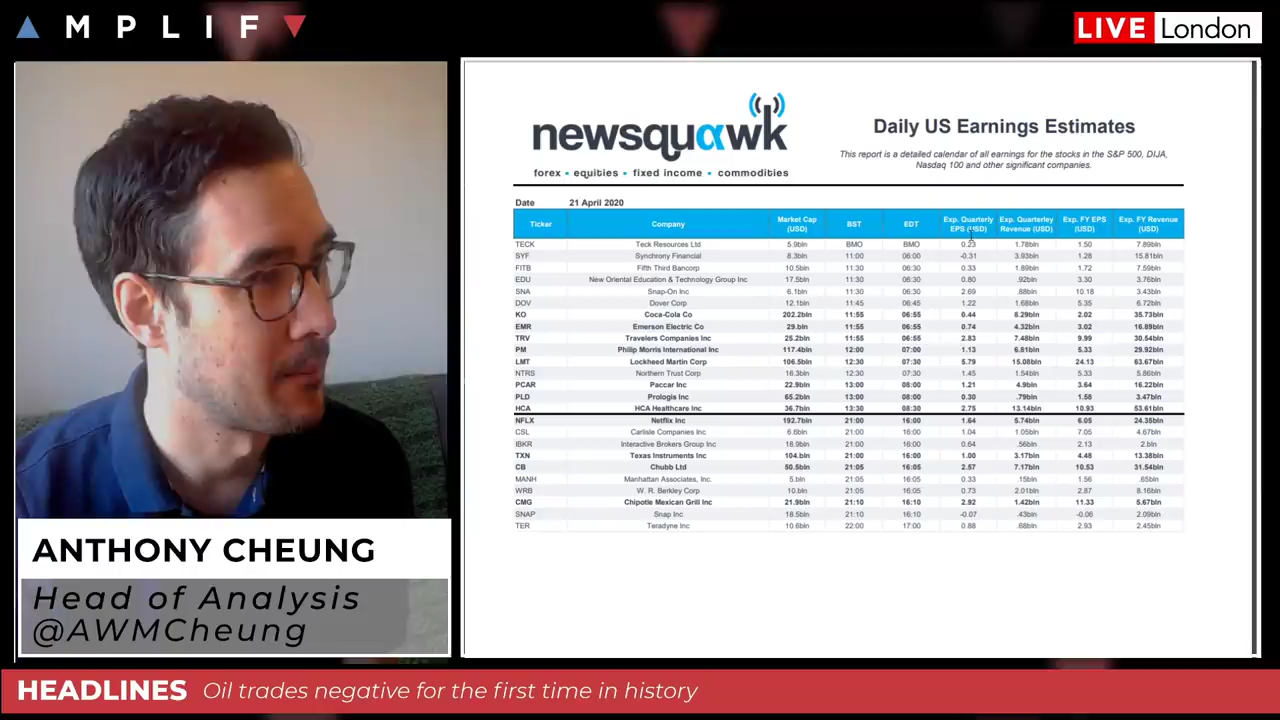 AMPLIFY
LIVE London
newsquawk
forex • equities • fixed income • commodities
Daily US Earnings Estimates
This report is a detailed calendar of all earnings for the stocks in the S&P 500, DIJA,
Nasdaq 100 and other significant companies.
Date 21 April 2020
Ticker Company Market Cap (USD) BST EDT Exp. Quarterly EPS (USD) Exp. Quarterley Revenue (USD) Exp. FY EPS (USD) Exp. FY Revenue (USD)
TECK Teck Resources Ltd 5.9bln BMO BMO 0.23 1.78bln 1.50 7.89bln
SYF Synchrony Financial 8.3bln 11:00 06:00 -0.31 3.93bln 1.28 15.81bln
FITB Fifth Third Bancorp 10.5bln 11:30 06:30 0.33 1.89bln 1.72 7.59bln
EDU New Oriental Education & Technology Group Inc 17.5bln 11:30 06:30 0.80 .92bln 3.30 3.76bln
SNA Snap-On Inc 6.1bln 11:30 06:30 2.69 .88bln 10.18 3.43bln
DOV Dover Corp 12.1bln 11:45 06:45 1.22 1.68bln 5.35 6.72bln
KO Coca-Cola Co 202.2bln 11:55 06:55 0.44 8.29bln 2.02 35.73bln
EMR Emerson Electric Co 29.bln 11:55 06:55 0.74 4.32bln 3.02 16.89bln
TRV Travelers Companies Inc 25.2bln 11:55 06:55 2.83 7.48bln 9.99 30.54bln
PM Philip Morris International Inc 117.4bln 12:00 07:00 1.13 6.81bln 5.33 29.92bln
LMT Lockheed Martin Corp 106.5bln 12:30 07:30 5.79 15.08bln 24.13 63.67bln
NTRS Northern Trust Corp 16.3bln 12:30 07:30 1.45 1.54bln 5.33 5.86bln
PCAR Paccar Inc 22.9bln 13:00 08:00 1.21 4.9bln 3.64 16.22bln
PLD Prologis Inc 65.2bln 13:00 08:00 0.30 .79bln 1.58 3.47bln
HCA HCA Healthcare Inc 36.7bln 13:30 08:30 2.75 13.14bln 10.93 53.61bln
NFLX Netflix Inc 192.7bln 21:00 16:00 1.64 5.74bln 6.05 24.35bln
CSL Carlisle Companies Inc 6.6bln 21:00 16:00 1.04 1.05bln 7.05 4.67bln
IBKR Interactive Brokers Group Inc 18.9bln 21:00 16:00 0.64 .56bln 2.13 2.bln
TXN Texas Instruments Inc 104.bln 21:00 16:00 1.00 3.17bln 4.48 13.38bln
CB Chubb Ltd 50.5bln 21:05 16:05 2.57 7.17bln 10.53 31.54bln
MANH Manhattan Associates, Inc. 5.bln 21:05 16:05 0.33 .15bln 1.56 .65bln
WRB W. R. Berkley Corp 10.bln 21:05 16:05 0.73 2.01bln 2.87 8.16bln
CMG Chipotle Mexican Grill Inc 21.9bln 21:10 16:10 2.92 1.42bln 11.33 5.67bln
SNAP Snap Inc 18.5bln 21:10 16:10 -0.07 .43bln -0.06 2.09bln
TER Teradyne Inc 10.6bln 22:00 17:00 0.88 .68bln 2.93 2.45bln
ANTHONY CHEUNG
Head of Analysis
@AWMCheung
HEADLINES Oil trades negative for the first time in history